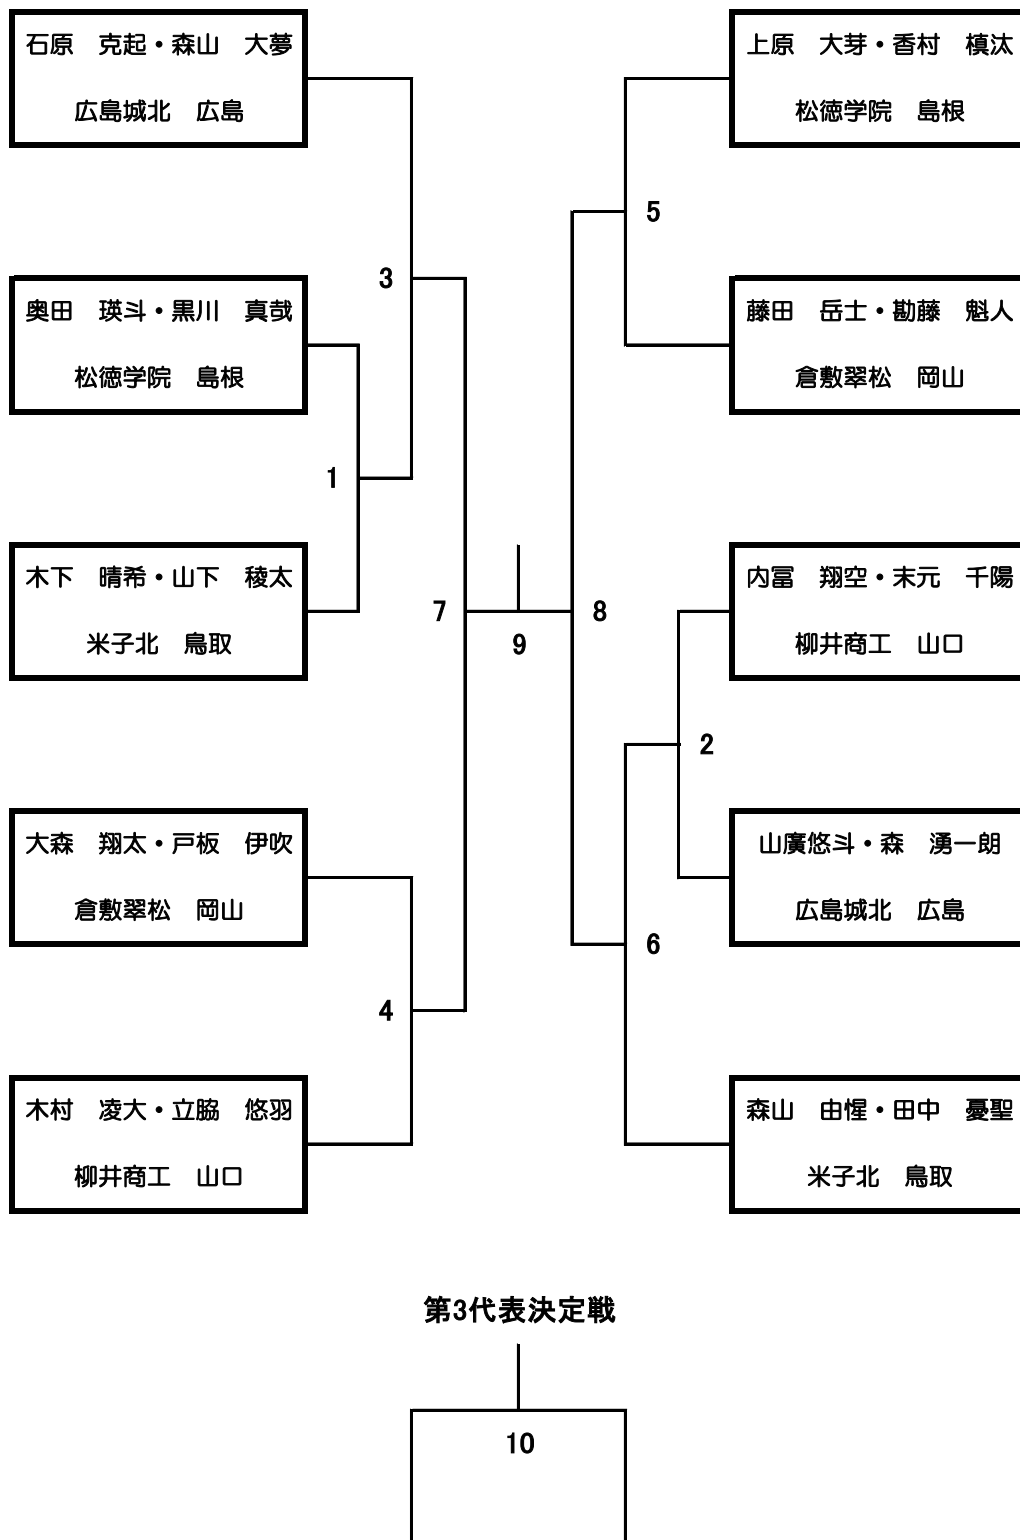 石原　克起・森山　大夢
広島城北　広島
3
奥田　瑛斗・黒川　真哉
松徳学院　島根
1
木下　晴希・山下　稜太
米子北　鳥取
7
大森　翔太・戸板　伊吹
倉敷翠松　岡山
4
木村　凌大・立脇　悠羽
柳井商工　山口
9
上原　大芽・香村　槙汰
松徳学院　島根
5
藤田　岳士・勘藤　魁人
倉敷翠松　岡山
8
内冨　翔空・末元　千陽
柳井商工　山口
2
山廣悠斗・森　湧一朗
広島城北　広島
6
森山　由惺・田中　憂聖
米子北　鳥取
第3代表決定戦
10